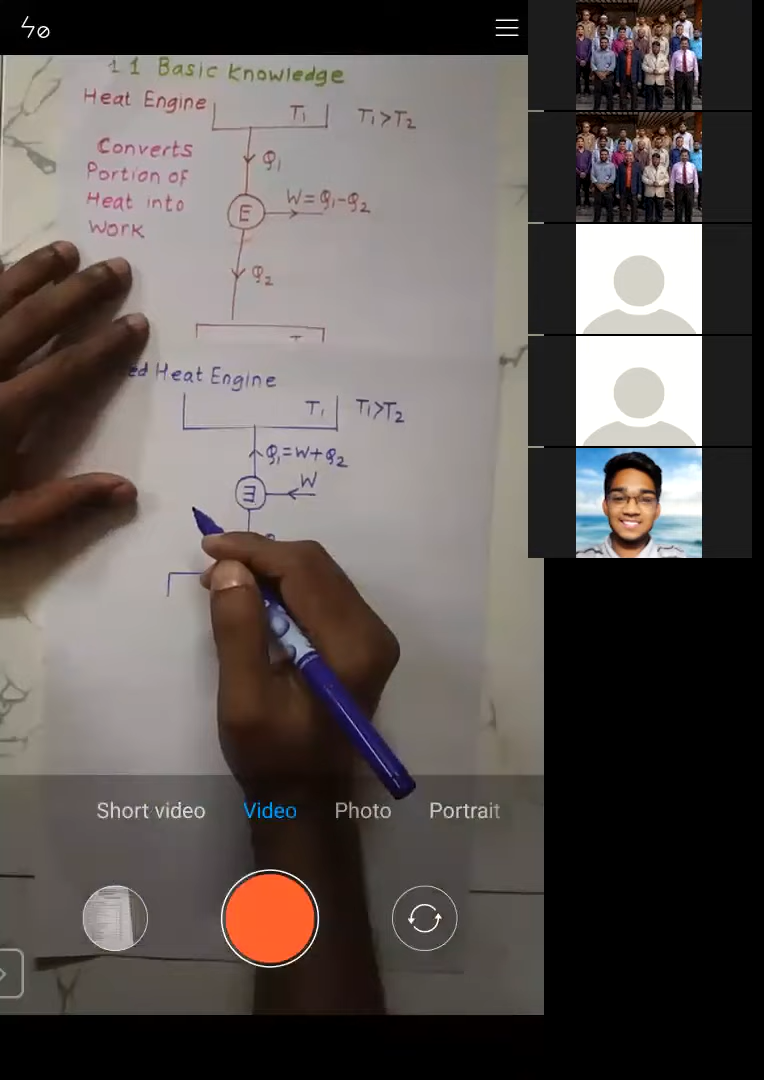 1 1 Basic Knowledge
Heat Engine
T1
T1>T2
Converts
Portion of
Heat into
Work
Q1
E
W=Q1-Q2
Q2
ed Heat Engine
T1
T1>T2
Q1=W+Q2
W
E
Short video
Video
Photo
Portrait